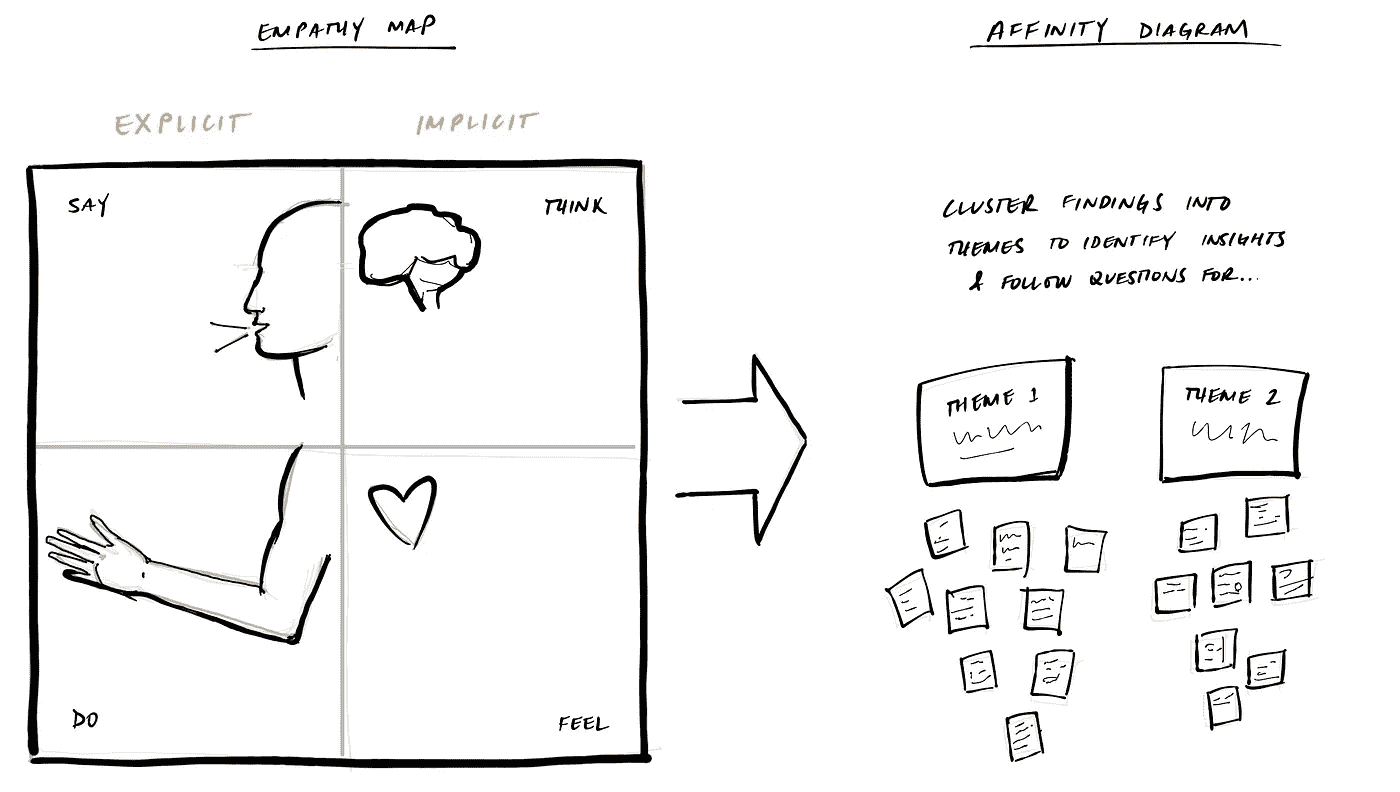 EMPATHY MAP
EXPLICIT
IMPLICIT
SAY
THINK
DO
FEEL
AFFINITY DIAGRAM
CLUSTER FINDINGS INTO
THEMES TO IDENTIFY INSIGHTS
& FOLLOW QUESTIONS FOR...
THEME 1
THEME 2